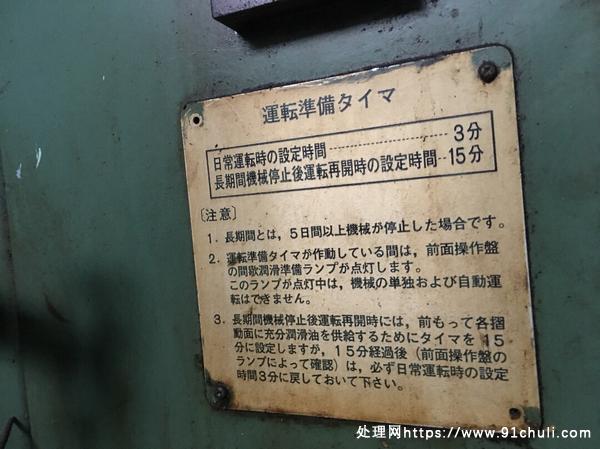 運転準備タイマ
日常運転時の設定時間………………3分
長期間機械停止後運転再開時の設定時間‥15分
〔注意〕
1. 長期間とは,5日間以上機械が停止した場合です。
2. 運転準備タイマが作動している間は,前面操作盤
の間歇潤滑準備ランプが点灯します。
このランプが点灯中は,機械の単独および自動運
転はできません。
3. 長期間機械停止後運転再開時には,前もって各摺
動面に充分潤滑油を供給するためにタイマを15
分に設定しますが,15分経過後(前面操作盤の
ランプによって確認)は,必ず日常運転時の設定
時間3分に戻しておいて下さい。
处理网https://www.91chuli.com/